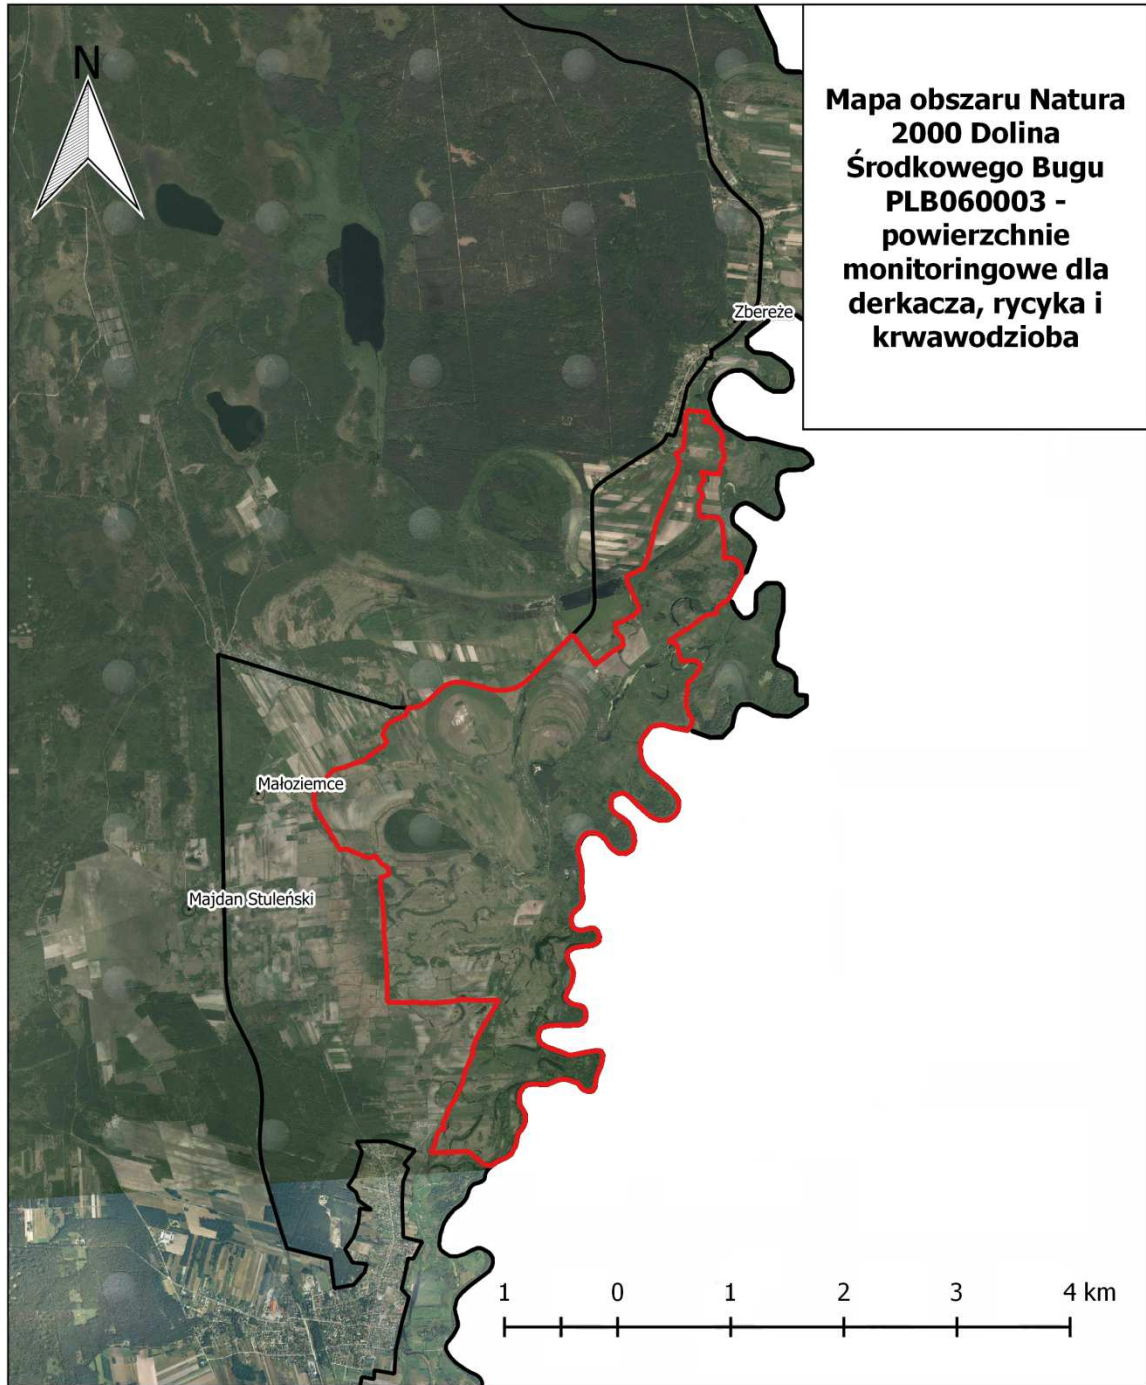 N
Mapa obszaru Natura
2000 Dolina
Środkowego Bugu
PLB060003 -
powierzchnie
monitoringowe dla
derkacza, rycyka i
krwawodzioba
Zbereże
Małoziemce
Majdan Stuleński
1 0 1 2 3 4 km